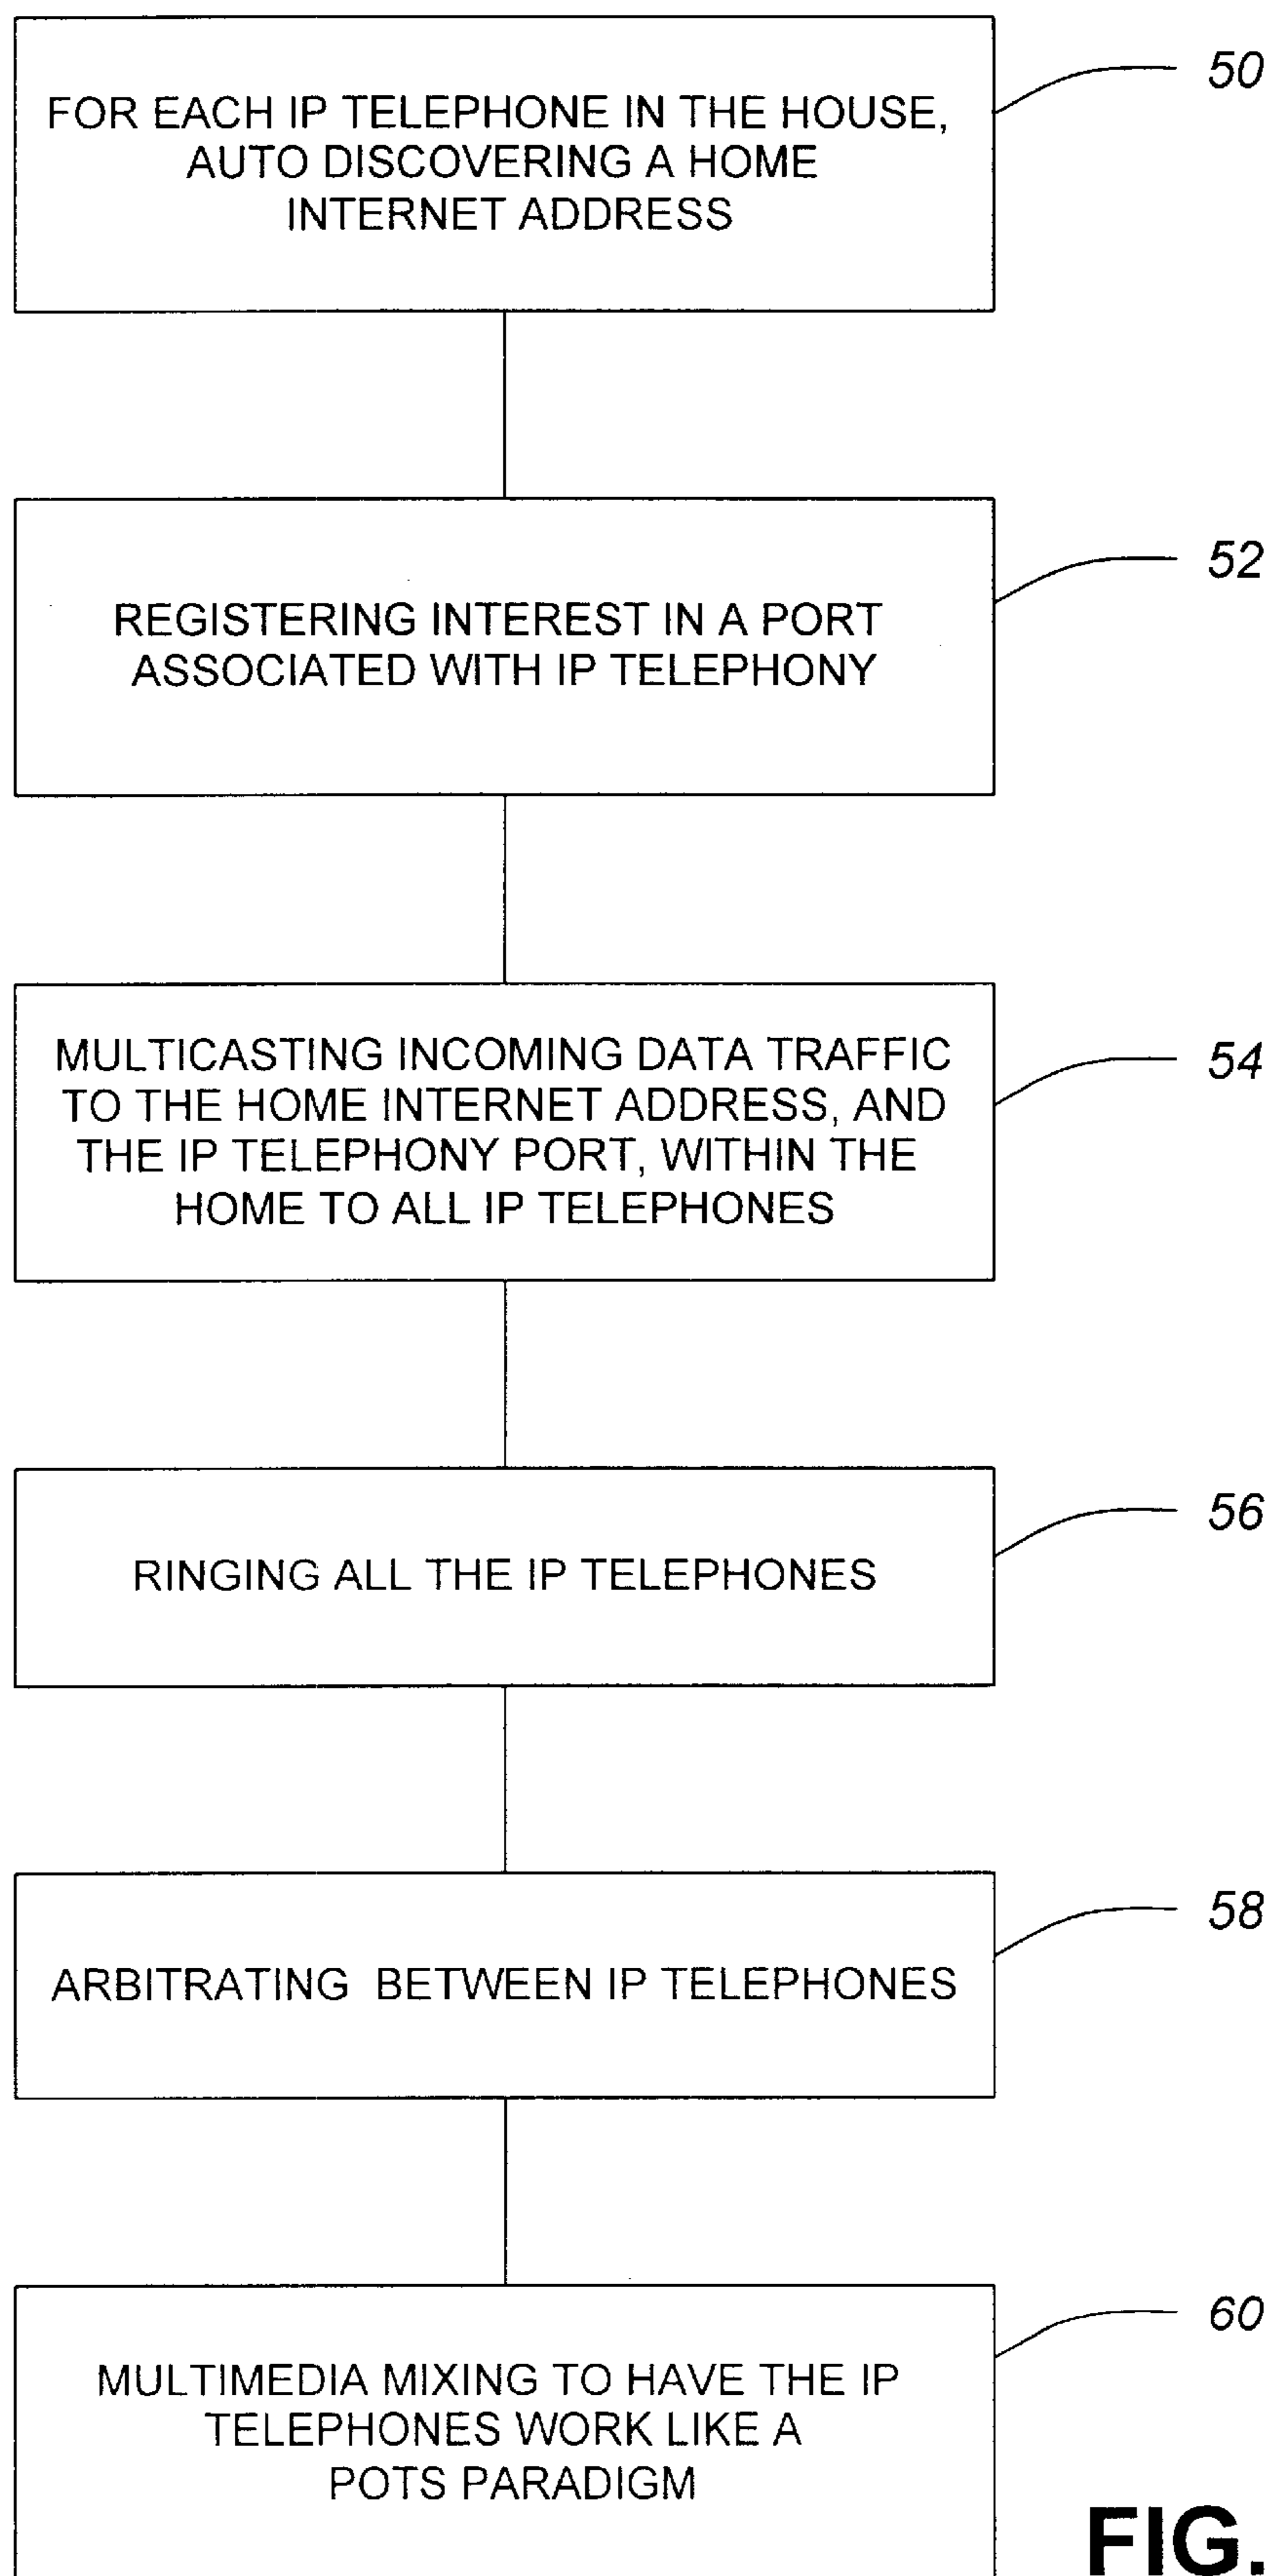 FOR EACH IP TELEPHONE IN THE HOUSE,
AUTO DISCOVERING A HOME
INTERNET ADDRESS
50
REGISTERING INTEREST IN A PORT
ASSOCIATED WITH IP TELEPHONY
52
MULTICASTING INCOMING DATA TRAFFIC
TO THE HOME INTERNET ADDRESS, AND
THE IP TELEPHONY PORT, WITHIN THE
HOME TO ALL IP TELEPHONES
54
RINGING ALL THE IP TELEPHONES
56
ARBITRATING BETWEEN IP TELEPHONES
58
MULTIMEDIA MIXING TO HAVE THE IP
TELEPHONES WORK LIKE A
POTS PARADIGM
60
FIG.